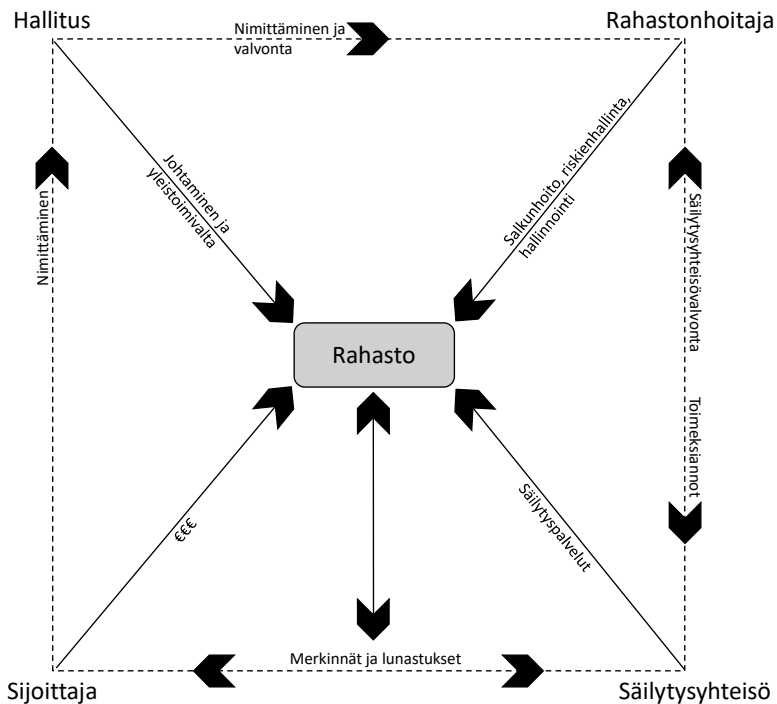 Hallitus
Rahastonhoitaja
Nimittäminen ja
valvonta
Nimittäminen
Johtaminen ja
yleistoimivalta
Salkunhoito, riskienhallinta,
hallinnointi
Säilytysyhteisövalvonta
Rahasto
Toimeksiannot
€€€
Säilytyspalvelut
Merkinnät ja lunastukset
Sijoittaja
Säilytysyhteisö